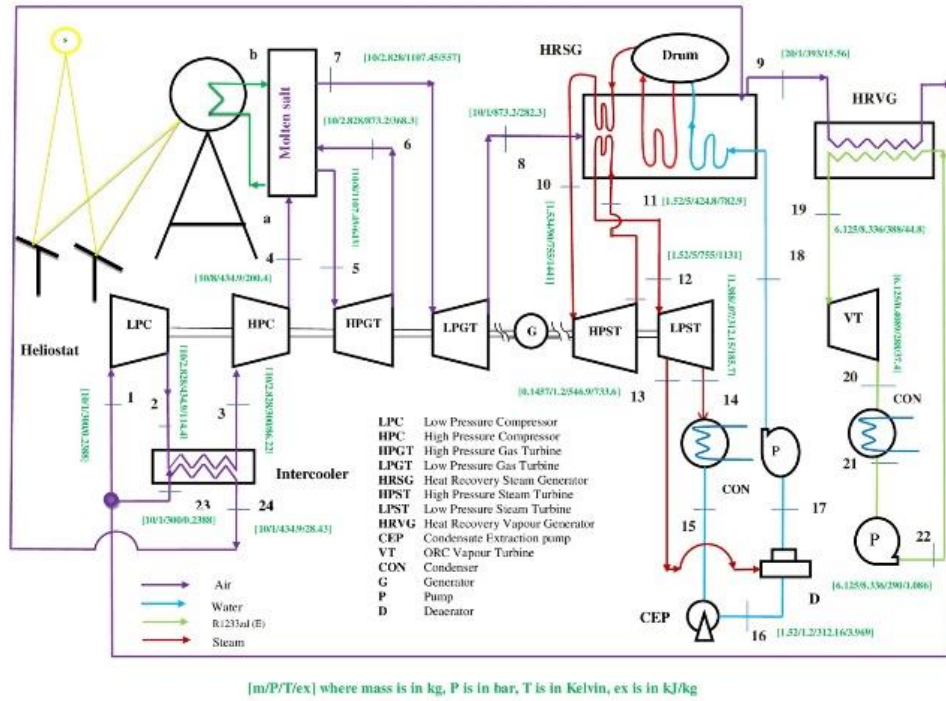 S
b
7
[10/2.828/1107.45/557]
HRSG
Drum
9
[20/1/393/15.56]
HRVG
Molten salt
[10/2.828/873.2/368.3]
6
[10/1/873.2/282.3]
8
10
11
[1.52/5/424.8/782.9]
19
6.125/8.336/388/44.8]
a
4
5
[10/8/434.9/200.4]
[1.534/90/755/1441]
[1.52/5/755/1131]
12
18
LPC
HPC
HPGT
LPGT
G
HPST
LPST
VT
Heliostat
1
2
3
[10/1/300/0.2388]
[0.1457/1.2/546.9/733.6]
13
14
20
CON
LPC Low Pressure Compressor
HPC High Pressure Compressor
HPGT High Pressure Gas Turbine
LPGT Low Pressure Gas Turbine
HRSG Heat Recovery Steam Generator
HPST High Pressure Steam Turbine
LPST Low Pressure Steam Turbine
HRVG Heat Recovery Vapour Generator
CEP Condensate Extraction pump
VT ORC Vapour Turbine
CON Condenser
G Generator
P Pump
D Deaerator
Intercooler
23
24
[10/1/300/0.2388]
[10/1/434.9/28.43]
P
CON
21
15
17
P
22
[6.125/8.336/290/1.086]
D
CEP
16
[1.52/1.2/312.16/3.969]
Air
Water
R1233zd (E)
Steam
[m/P/T/ex] where mass is in kg, P is in bar, T is in Kelvin, ex is in kJ/kg